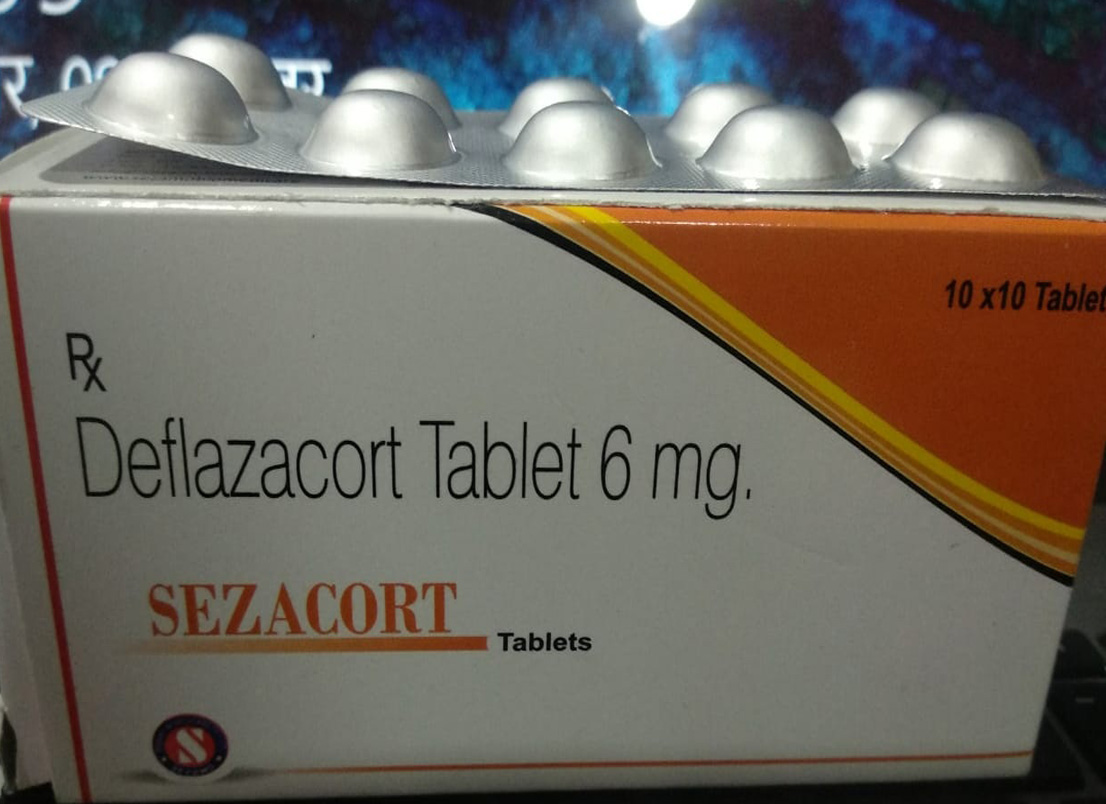 10 x10 Tablet
Rx
Deflazacort Tablet 6 mg.
SEZACORT
Tablets
S